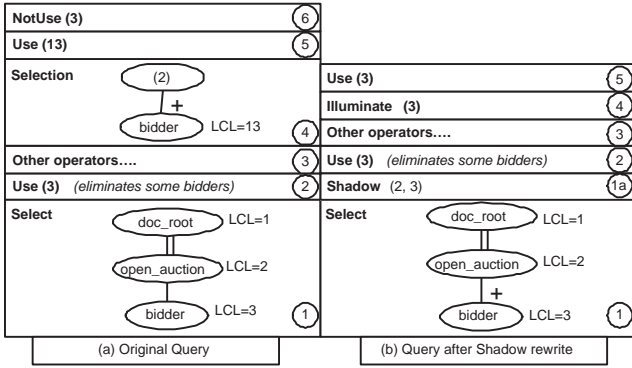 NotUse (3) 6
Use (13) 5
Selection
(2)
+
bidder LCL=13 4
Other operators.... 3
Use (3) (eliminates some bidders) 2
Select
doc_root LCL=1
open_auction LCL=2
bidder LCL=3 1
(a) Original Query
Use (3) 5
Illuminate (3) 4
Other operators.... 3
Use (3) (eliminates some bidders) 2
Shadow (2, 3) 1a
Select
doc_root LCL=1
open_auction LCL=2
+
bidder LCL=3 1
(b) Query after Shadow rewrite